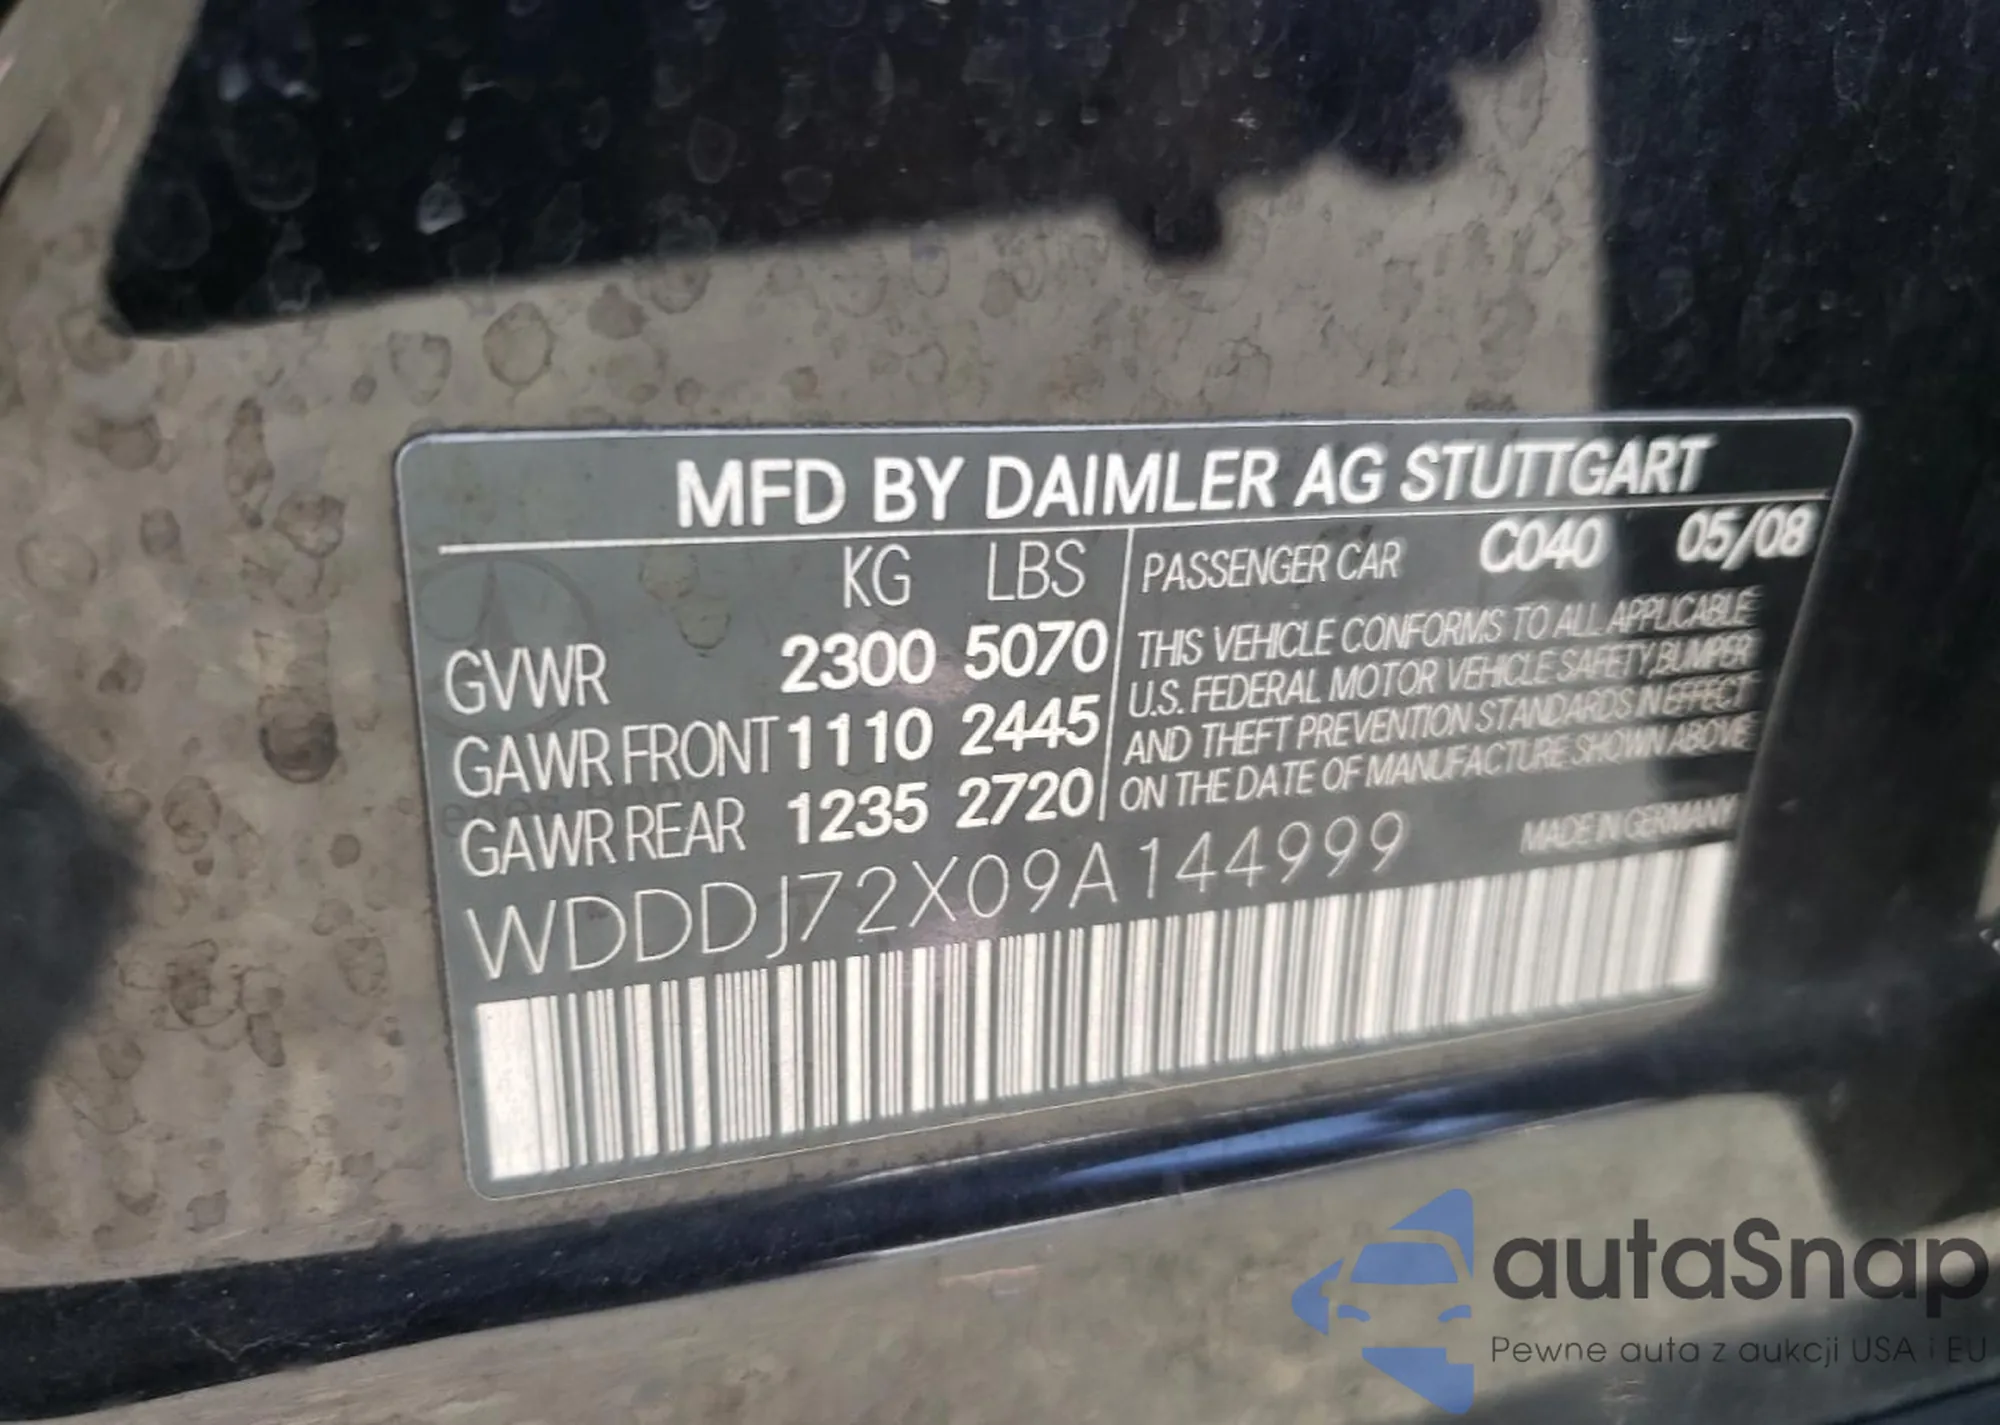 MFD BY DAIMLER AG STUTTGART
KG LBS PASSENGER CAR C040 05/08
GVWR 2300 5070
GAWR FRONT 1110 2445
GAWR REAR 1235 2720
THIS VEHICLE CONFORMS TO ALL APPLICABLE
U.S. FEDERAL MOTOR VEHICLE SAFETY, BUMPER
AND THEFT PREVENTION STANDARDS IN EFFECT
ON THE DATE OF MANUFACTURE SHOWN ABOVE
MADE IN GERMANY
WDDDJ72X09A144999
autaSnap
Pewne auta z aukcji USA i EU